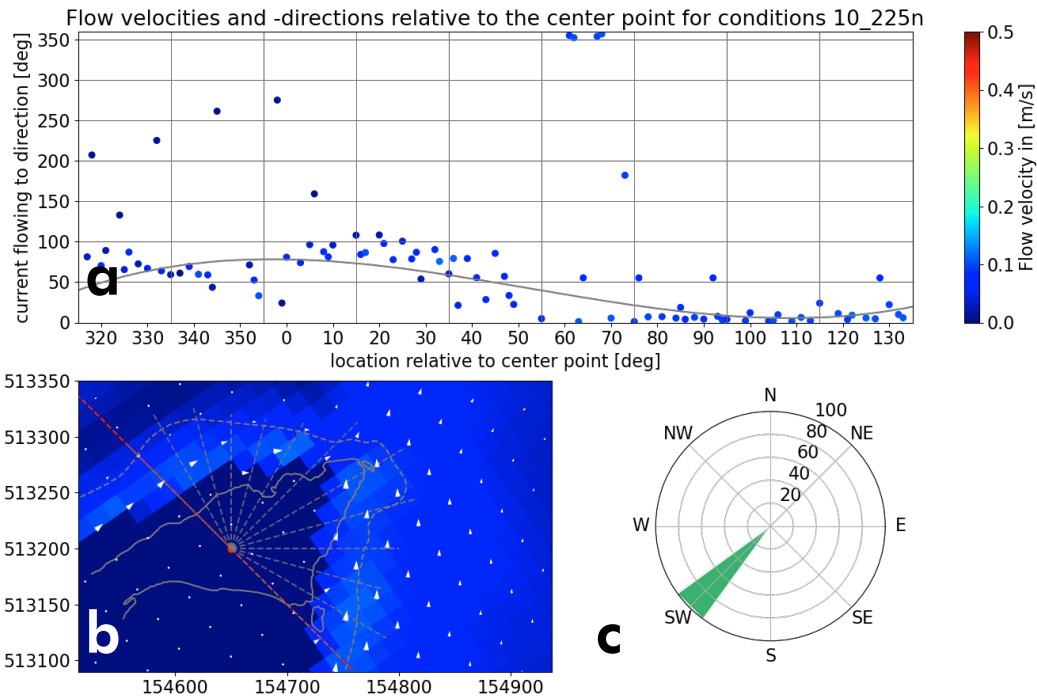 Flow velocities and -directions relative to the center point for conditions 10_225n
350
300
250
200
150
100
50
0
current flowing to direction [deg]
a
320 330 340 350 0 10 20 30 40 50 60 70 80 90 100 110 120 130
location relative to center point [deg]
0.5
0.4
0.3
0.2
0.1
0.0
Flow velocity in [m/s]
513350
513300
513250
513200
513150
513100
b
154600 154700 154800 154900
N
NE
E
SE
S
SW
W
NW
100
80
60
40
20
c